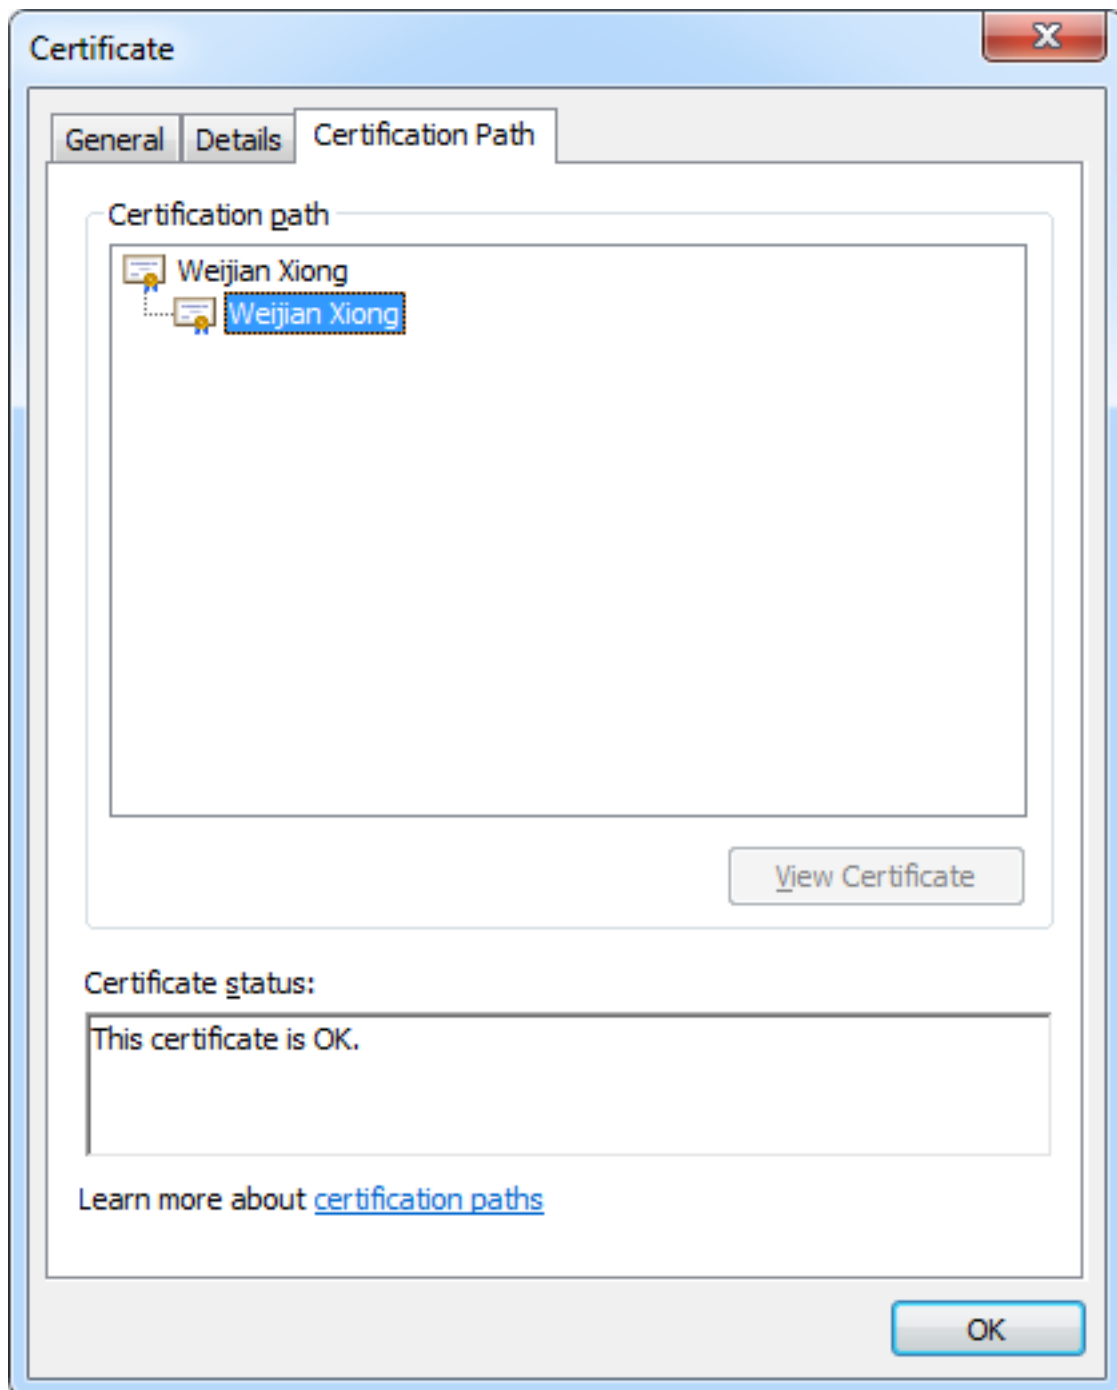 Certificate
General Details Certification Path
Certification path
Weijian Xiong
Weijian Xiong
View Certificate
Certificate status:
This certificate is OK.
Learn more about certification paths
OK